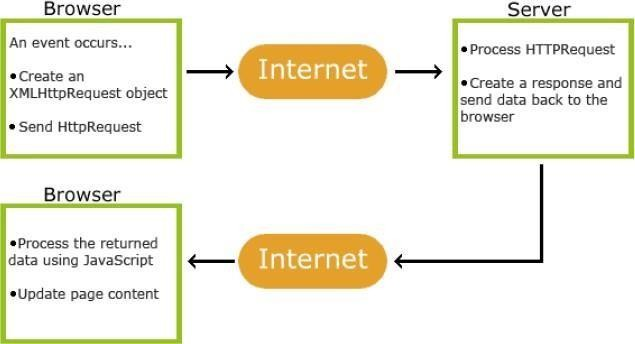 Browser
An event occurs...
•Create an
XMLHttpRequest object
•Send HttpRequest
Internet
Server
•Process HTTPRequest
•Create a response and
send data back to the
browser
Browser
•Process the returned
data using JavaScript
•Update page content
Internet